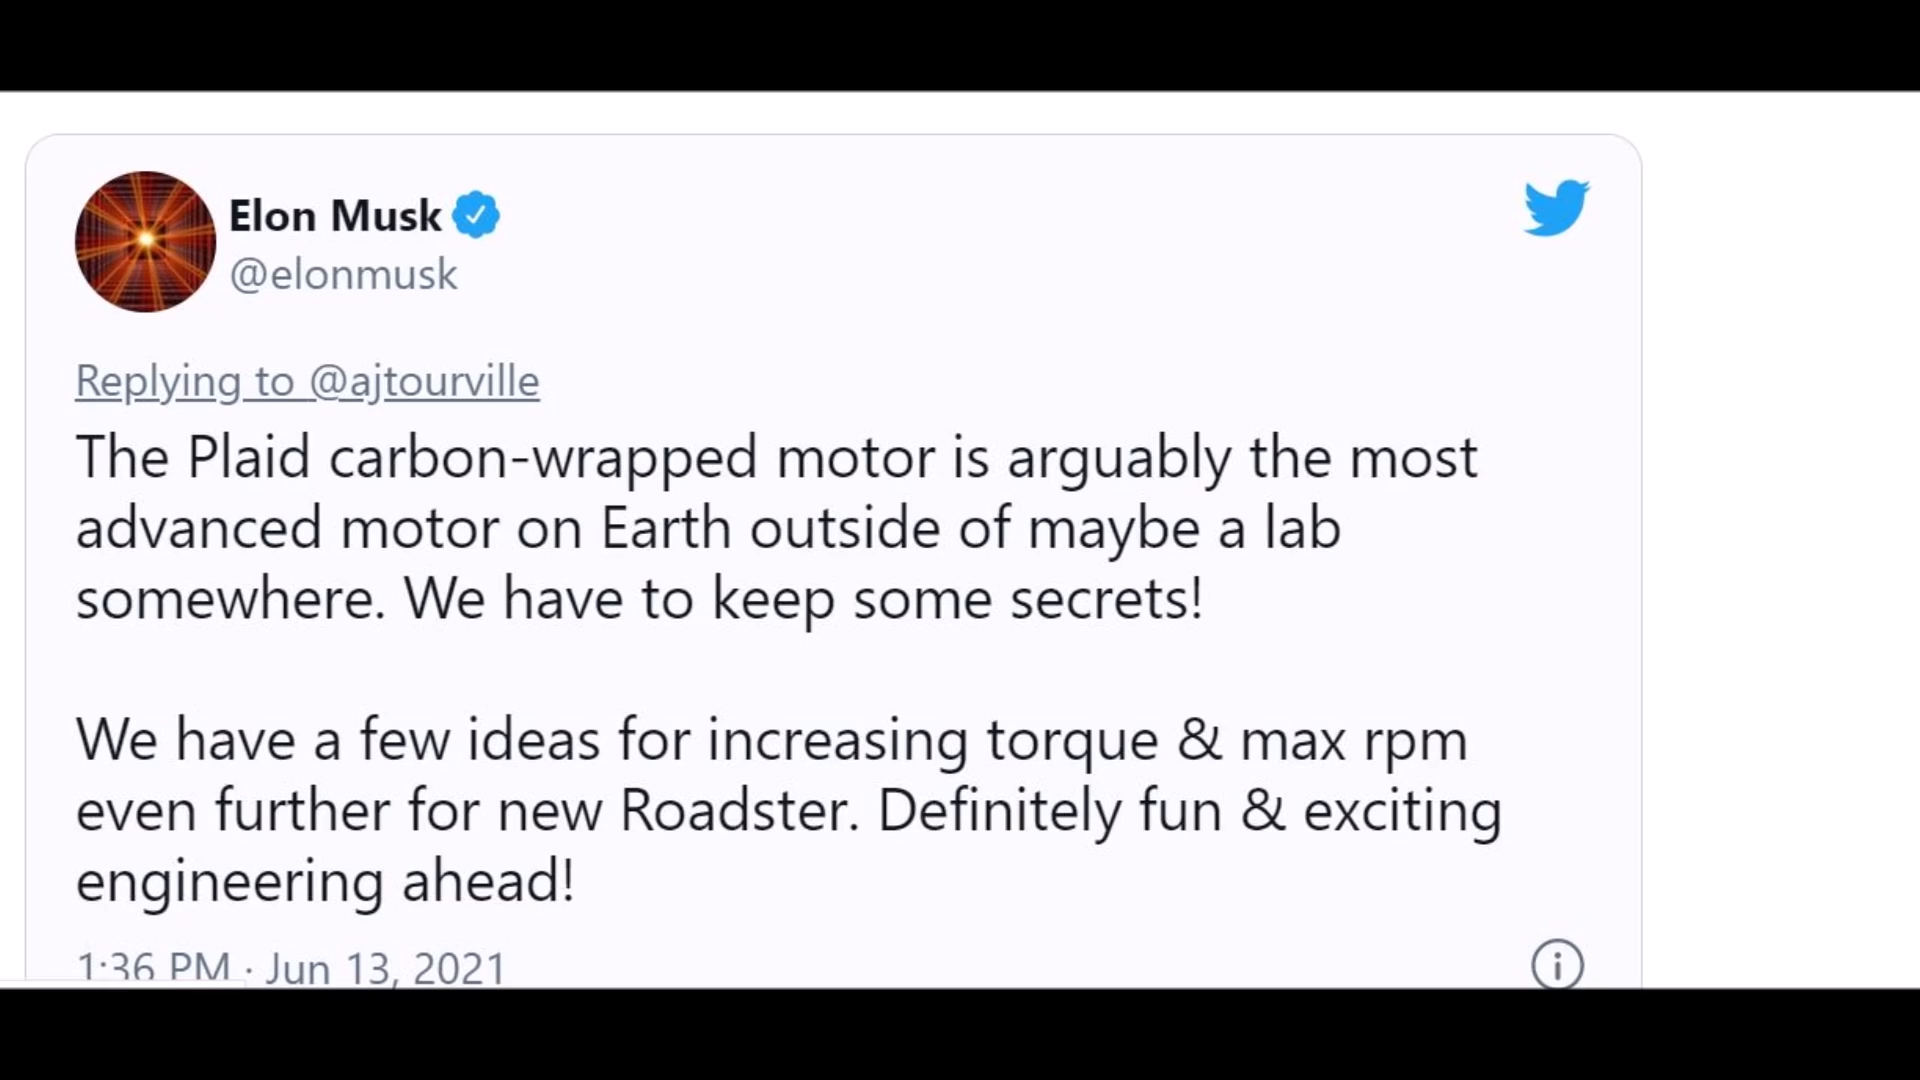 Elon Musk
@elonmusk
Replying to @ajtourville
The Plaid carbon-wrapped motor is arguably the most
advanced motor on Earth outside of maybe a lab
somewhere. We have to keep some secrets!
We have a few ideas for increasing torque & max rpm
even further for new Roadster. Definitely fun & exciting
engineering ahead!
1:36 PM · Jun 13, 2021